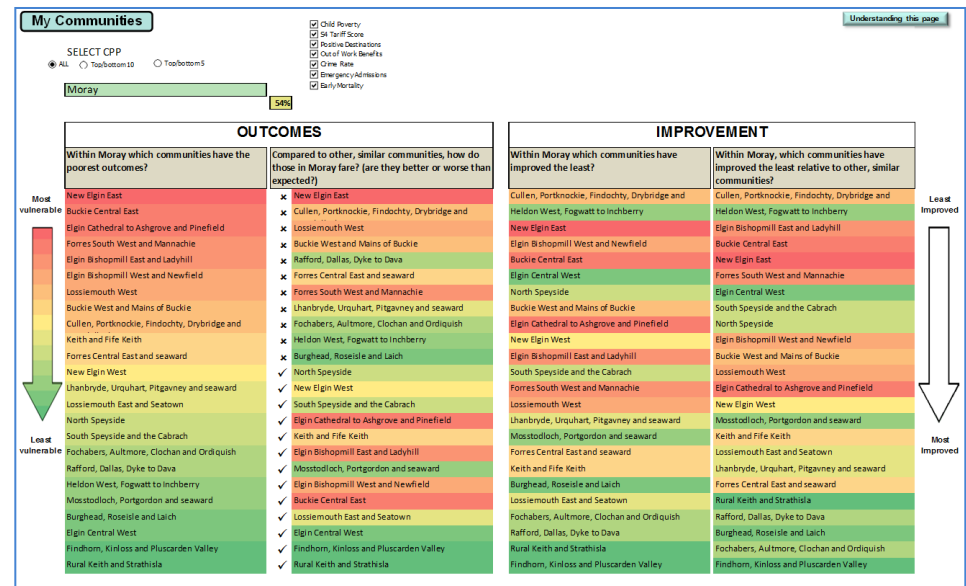 My Communities
Understanding this page
Child Poverty
S4 Tariff Score
Positive Destinations
Out of Work Benefits
Crime Rate
Emergency Admissions
Early Mortality
SELECT CPP
ALL
Top/bottom 10
Top/bottom 5
Moray
54%
OUTCOMES
Within Moray which communities have the
poorest outcomes?
Compared to other, similar communities, how do
those in Moray fare? (are they better or worse than
expected?)
Most
vulnerable
Least
vulnerable
New Elgin East
Buckie Central East
Elgin Cathedral to Ashgrove and Pinefield
Forres South West and Mannachie
Elgin Bishopmill East and Ladyhill
Elgin Bishopmill West and Newfield
Lossiemouth West
Buckie West and Mains of Buckie
Cullen, Portknockie, Findochty, Drybridge and
Keith and Fife Keith
Forres Central East and seaward
New Elgin West
Lhanbryde, Urquhart, Pitgavney and seaward
Lossiemouth East and Seatown
North Speyside
South Speyside and the Cabrach
Fochabers, Aultmore, Clochan and Ordiquish
Rafford, Dallas, Dyke to Dava
Heldon West, Fogwatt to Inchberry
Mosstodloch, Portgordon and seaward
Burghead, Roseisle and Laich
Elgin Central West
Findhorn, Kinloss and Pluscarden Valley
Rural Keith and Strathisla
New Elgin East
Cullen, Portknockie, Findochty, Drybridge and
Lossiemouth West
Buckie West and Mains of Buckie
Rafford, Dallas, Dyke to Dava
Forres Central East and seaward
Forres South West and Mannachie
Lhanbryde, Urquhart, Pitgavney and seaward
Fochabers, Aultmore, Clochan and Ordiquish
Heldon West, Fogwatt to Inchberry
Burghead, Roseisle and Laich
North Speyside
New Elgin West
South Speyside and the Cabrach
Elgin Cathedral to Ashgrove and Pinefield
Keith and Fife Keith
Elgin Bishopmill East and Ladyhill
Mosstodloch, Portgordon and seaward
Elgin Bishopmill West and Newfield
Buckie Central East
Lossiemouth East and Seatown
Elgin Central West
Findhorn, Kinloss and Pluscarden Valley
Rural Keith and Strathisla
IMPROVEMENT
Within Moray which communities have
improved the least?
Within Moray, which communities have
improved the least relative to other, similar
communities?
Cullen, Portknockie, Findochty, Drybridge and
Heldon West, Fogwatt to Inchberry
New Elgin East
Elgin Bishopmill West and Newfield
Buckie Central East
Elgin Central West
North Speyside
Buckie West and Mains of Buckie
Elgin Cathedral to Ashgrove and Pinefield
New Elgin West
Elgin Bishopmill East and Ladyhill
South Speyside and the Cabrach
Forres South West and Mannachie
Lossiemouth West
Lhanbryde, Urquhart, Pitgavney and seaward
Mosstodloch, Portgordon and seaward
Forres Central East and seaward
Keith and Fife Keith
Burghead, Roseisle and Laich
Lossiemouth East and Seatown
Fochabers, Aultmore, Clochan and Ordiquish
Rafford, Dallas, Dyke to Dava
Rural Keith and Strathisla
Findhorn, Kinloss and Pluscarden Valley
Cullen, Portknockie, Findochty, Drybridge and
Heldon West, Fogwatt to Inchberry
Elgin Bishopmill East and Ladyhill
Buckie Central East
New Elgin East
Forres South West and Mannachie
Elgin Central West
South Speyside and the Cabrach
North Speyside
Elgin Bishopmill West and Newfield
Buckie West and Mains of Buckie
Lossiemouth West
Elgin Cathedral to Ashgrove and Pinefield
New Elgin West
Mosstodloch, Portgordon and seaward
Keith and Fife Keith
Lossiemouth East and Seatown
Lhanbryde, Urquhart, Pitgavney and seaward
Forres Central East and seaward
Rural Keith and Strathisla
Rafford, Dallas, Dyke to Dava
Burghead, Roseisle and Laich
Fochabers, Aultmore, Clochan and Ordiquish
Findhorn, Kinloss and Pluscarden Valley
Least
Improved
Most
Improved